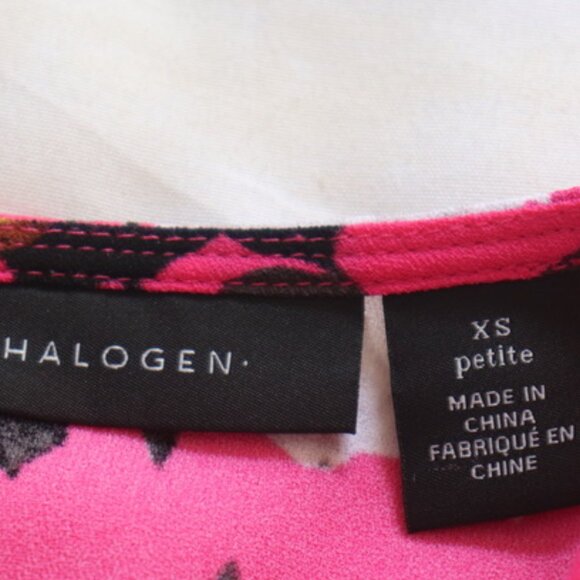 HALOGEN.
XS
petite
MADE IN
CHINA
FABRIQUÉ EN
CHINE